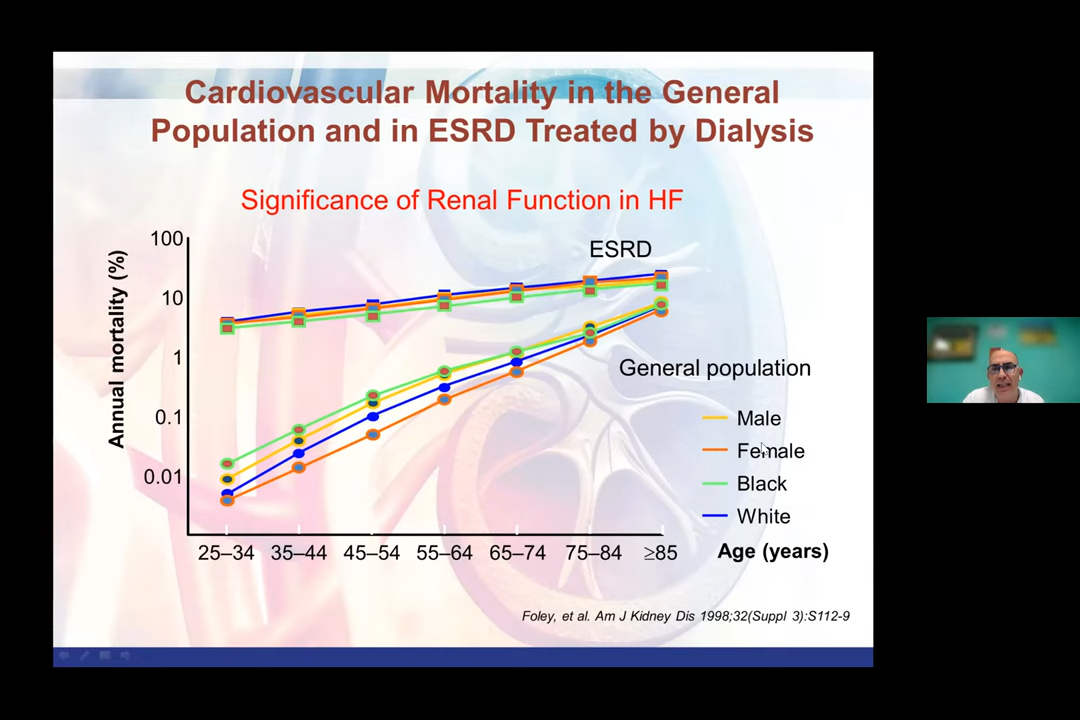 Cardiovascular Mortality in the General
Population and in ESRD Treated by Dialysis
Significance of Renal Function in HF
Annual mortality (%)
100
10
1
0.1
0.01
ESRD
General population
Male
Female
Black
White
25–34 35–44 45–54 55–64 65–74 75–84 ≥85
Age (years)
Foley, et al. Am J Kidney Dis 1998;32(Suppl 3):S112-9